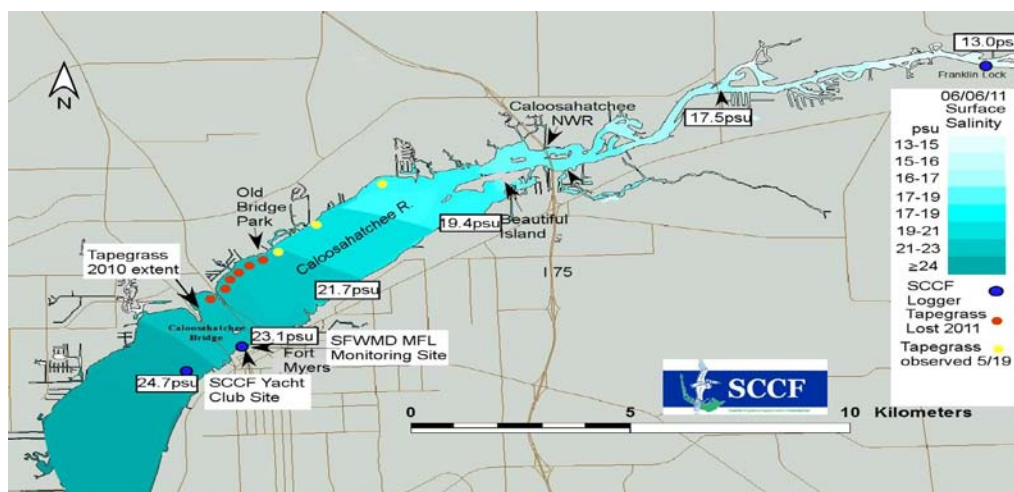 13.0psu
Franklin Lock
N
Caloosahatchee
NWR
17.5psu
06/06/11
Surface
Salinity
psu
13-15
15-16
16-17
17-19
17-19
19-21
21-23
≥24
SCCF
Logger
Tapegrass
Lost 2011
Tapegrass
observed 5/19
Old
Bridge
Park
Caloosahatchee R.
19.4psu
Beautiful
Island
Tapegrass
2010 extent
I 75
21.7psu
Caloosahatchee
Bridge
23.1psu
SFWMD MFL
Monitoring Site
Fort
Myers
24.7psu
SCCF Yacht
Club Site
SCCF
0 5 10 Kilometers